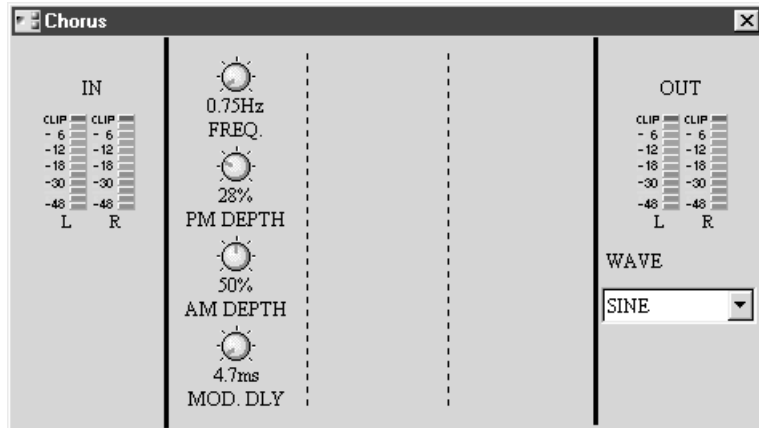 Chorus
IN
CLIP CLIP
- 6 - 6
-12 -12
-18 -18
-30 -30
-48 -48
L R
0.75Hz
FREQ.
28%
PM DEPTH
50%
AM DEPTH
4.7ms
MOD. DLY
OUT
CLIP CLIP
- 6 - 6
-12 -12
-18 -18
-30 -30
-48 -48
L R
WAVE
SINE